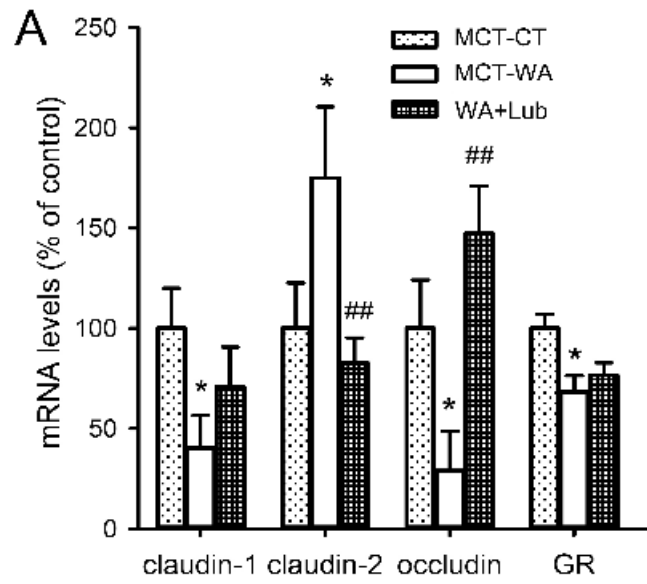 A
MCT-CT
MCT-WA
WA+Lub
mRNA levels (% of control)
250
200
150
100
50
0
*
*
##
*
##
*
claudin-1 claudin-2 occludin GR